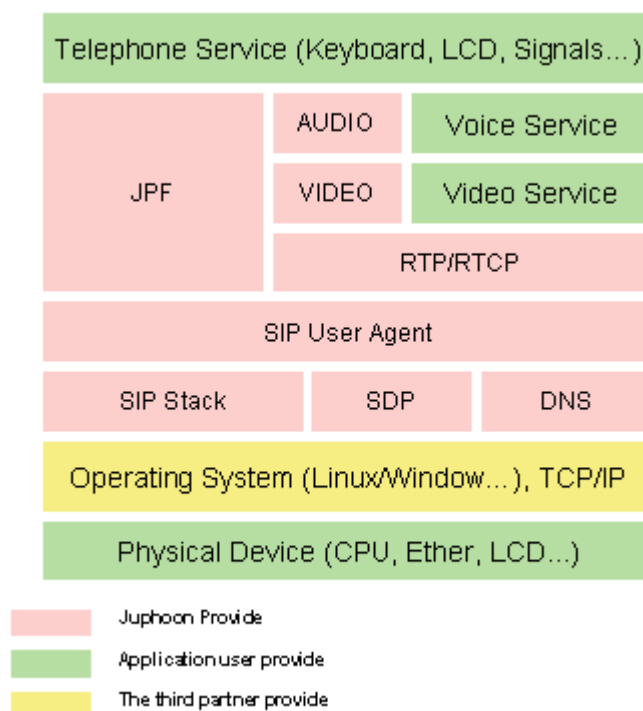 Telephone Service (Keyboard, LCD, Signals...)
AUDIO
Voice Service
JPF
VIDEO
Video Service
RTP/RTCP
SIP User Agent
SIP Stack
SDP
DNS
Operating System (Linux/Window...), TCP/IP
Physical Device (CPU, Ether, LCD...)
Juphoon Provide
Application user provide
The third partner provide